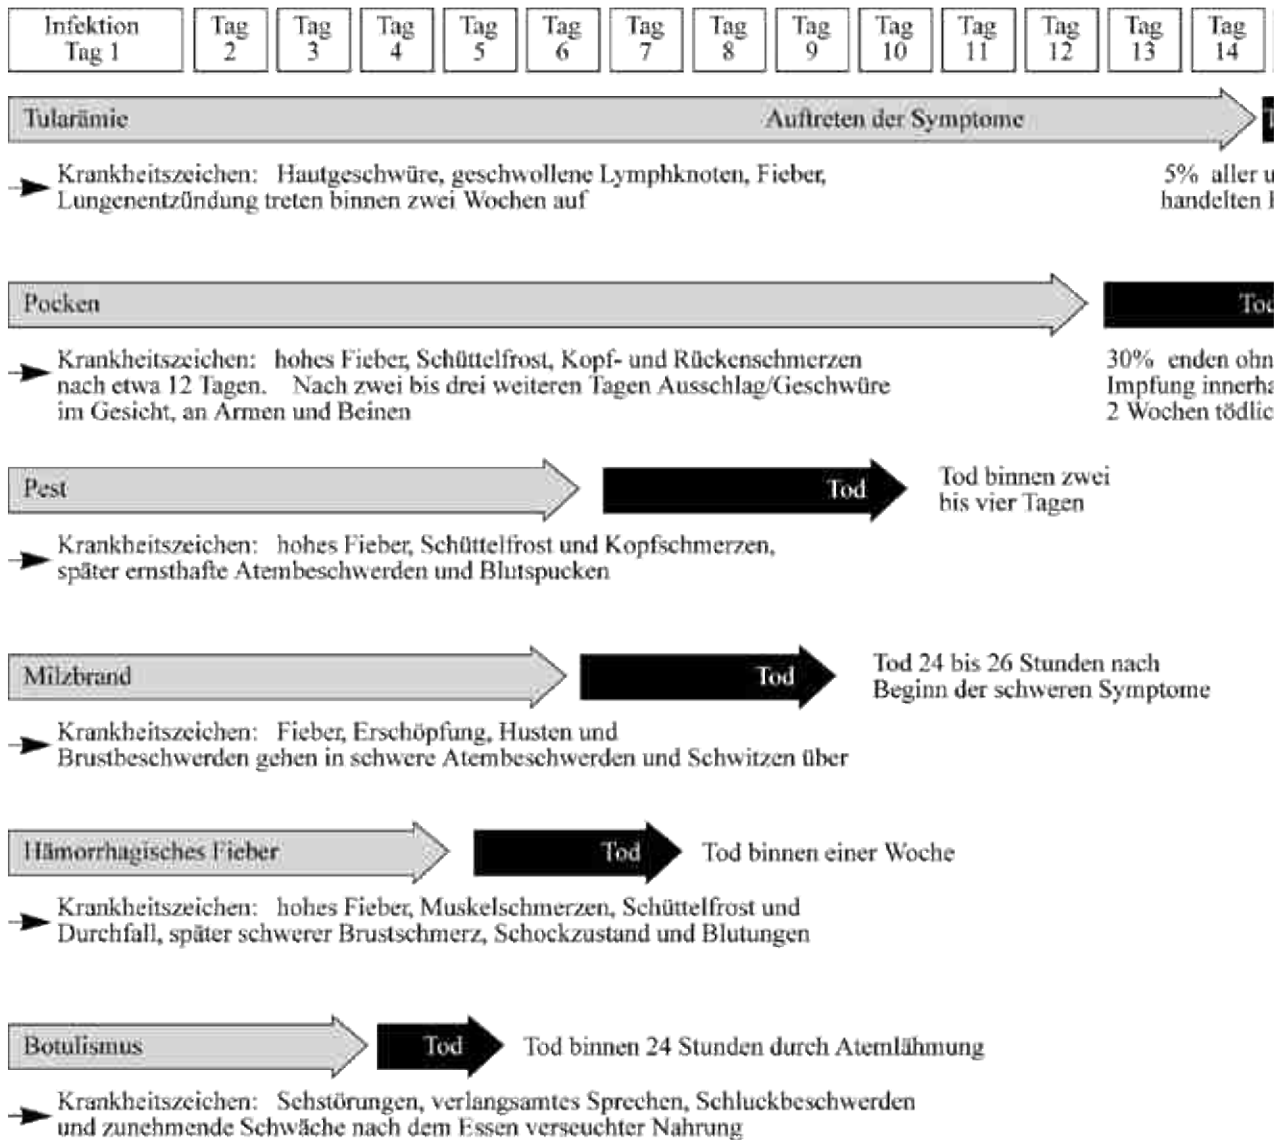 Infektion Tag 1
Tag 2
Tag 3
Tag 4
Tag 5
Tag 6
Tag 7
Tag 8
Tag 9
Tag 10
Tag 11
Tag 12
Tag 13
Tag 14
Tularämie Auftreten der Symptome
Krankheitszeichen: Hautgeschwüre, geschwollene Lymphknoten, Fieber,
Lungenentzündung treten binnen zwei Wochen auf
5% aller
handelten
Pocken
Krankheitszeichen: hohes Fieber, Schüttelfrost, Kopf- und Rückenschmerzen
nach etwa 12 Tagen. Nach zwei bis drei weiteren Tagen Ausschlag/Geschwüre
im Gesicht, an Armen und Beinen
30% enden
Impfung
2 Wochen
Pest Tod
Tod binnen zwei
bis vier Tagen
Krankheitszeichen: hohes Fieber, Schüttelfrost und Kopfschmerzen,
später ernsthafte Atembeschwerden und Blutspucken
Milzbrand Tod
Tod 24 bis 26 Stunden nach
Beginn der schweren Symptome
Krankheitszeichen: Fieber, Erschöpfung, Husten und
Brustbeschwerden gehen in schwere Atembeschwerden und Schwitzen über
Hämorrhagisches Fieber Tod Tod binnen einer Woche
Krankheitszeichen: hohes Fieber, Muskelschmerzen, Schüttelfrost und
Durchfall, später schwerer Brustschmerz, Schockzustand und Blutungen
Botulismus Tod Tod binnen 24 Stunden durch Atemlähmung
Krankheitszeichen: Sehstörungen, verlangsamtes Sprechen, Schluckbeschwerden
und zunehmende Schwäche nach dem Essen verseuchter Nahrung